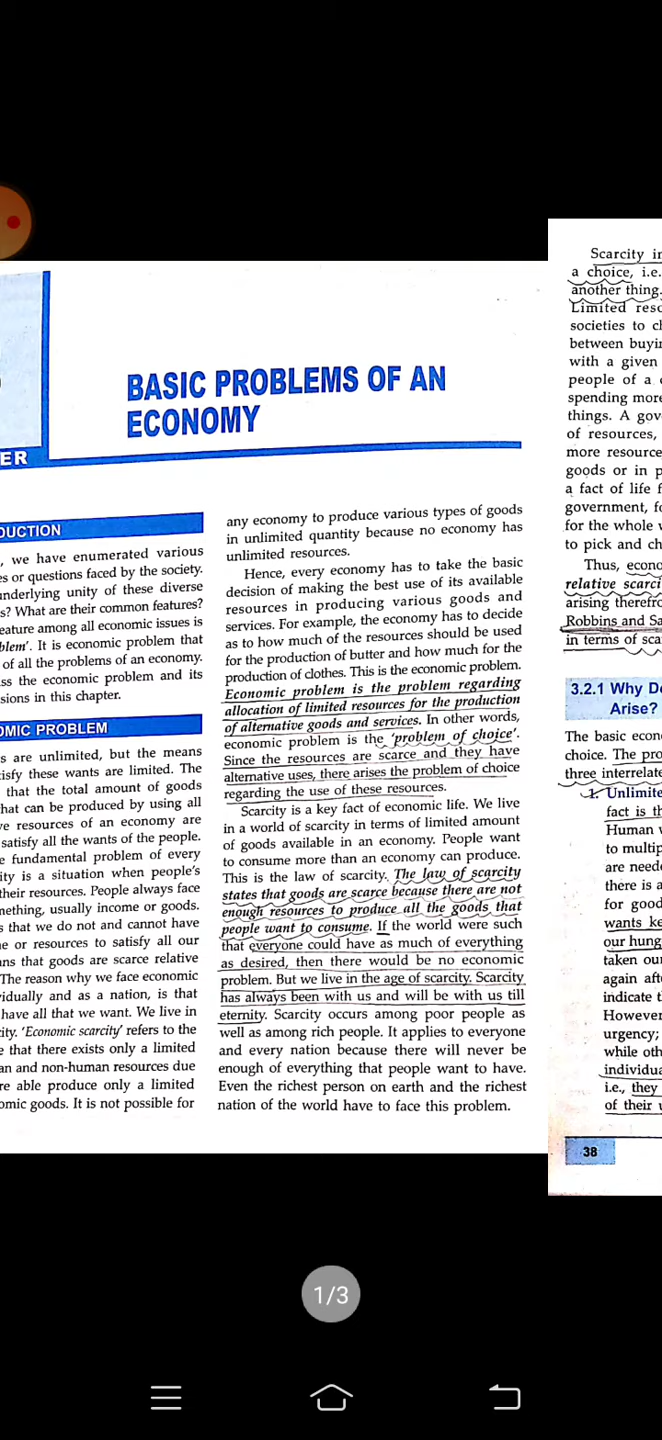 ER
BASIC PROBLEMS OF AN
ECONOMY
, we have enumerated various
or questions faced by the society.
underlying unity of these diverse
s? What are their common features?
eature among all economic issues is
blem'. It is economic problem that
of all the problems of an economy.
ss the economic problem and its
sions in this chapter.
OMIC PROBLEM
s are unlimited, but the means
isfy these wants are limited. The
that the total amount of goods
hat can be produced by using all
ve resources of an economy are
satisfy all the wants of the people.
e fundamental problem of every
ity is a situation when people's
their resources. People always face
mething, usually income or goods.
s that we do not and cannot have
e or resources to satisfy all our
ans that goods are scarce relative
The reason why we face economic
vidually and as a nation, is that
have all that we want. We live in
city. 'Economic scarcity' refers to the
e that there exists only a limited
an and non-human resources due
re able produce only a limited
omic goods. It is not possible for
any economy to produce various types of goods
in unlimited quantity because no economy has
unlimited resources.
Hence, every economy has to take the basic
decision of making the best use of its available
resources in producing various goods and
services. For example, the economy has to decide
as to how much of the resources should be used
for the production of butter and how much for the
production of clothes. This is the economic problem.
Economic problem is the problem regarding
allocation of limited resources for the production
of alternative goods and services. In other words,
economic problem is the 'problem of choice'.
Since the resources are scarce and they have
alternative uses, there arises the problem of choice
regarding the use of these resources.
Scarcity is a key fact of economic life. We live
in a world of scarcity in terms of limited amount
of goods available in an economy. People want
to consume more than an economy can produce.
This is the law of scarcity. The law of scarcity
states that goods are scarce because there are not
enough resources to produce all the goods that
people want to consume. If the world were such
that everyone could have as much of everything
as desired, then there would be no economic
problem. But we live in the age of scarcity. Scarcity
has always been with us and will be with us till
eternity. Scarcity occurs among poor people as
well as among rich people. It applies to everyone
and every nation because there will never be
enough of everything that people want to have.
Even the richest person on earth and the richest
nation of the world have to face this problem.
Scarcity in
a choice, i.e.
another thing.
Limited reso
societies to ch
between buyin
with a given
people of a
spending more
things. A gov
of resources,
more resource
goods or in p
a fact of life f
government, fo
for the whole w
to pick and ch
Thus, econo
relative scarci
arising therefro
Robbins and Sa
in terms of sca
3.2.1 Why Do
Arise?
The basic econ
choice. The pro
three interrelate
1. Unlimite
fact is th
Human w
to multip
are neede
there is a
for good
wants ke
our hung
taken ou
again afte
indicate t
However
urgency;
while oth
individua
i.e., they
of their
38
1/3